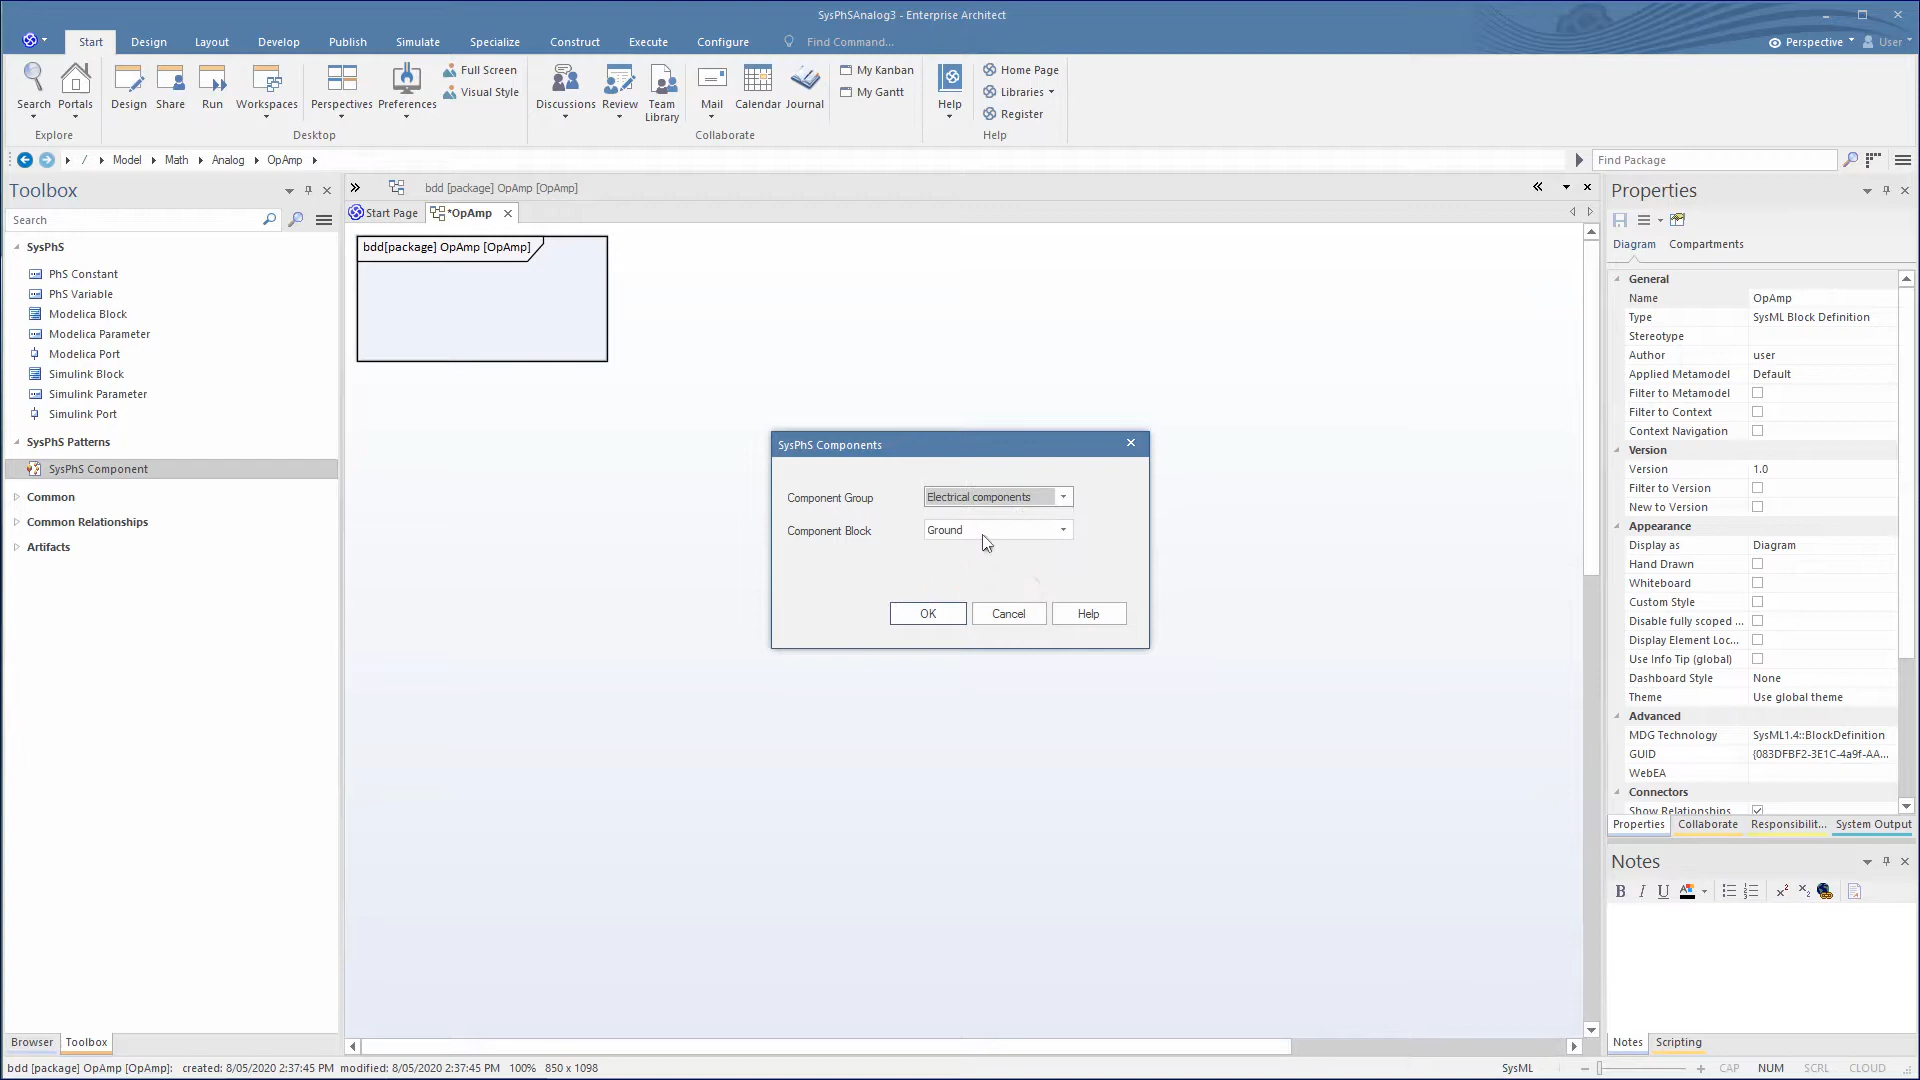 SysPhSAnalog3 - Enterprise Architect
Start Design Layout Develop Publish Simulate Specialize Construct Execute Configure Find Command... Perspective User
Search Portals Design Share Run Workspaces Perspectives Preferences Full Screen Visual Style Discussions Review Team Library Mail Calendar Journal My Kanban My Gantt Help Home Page Libraries Register
Explore Desktop Collaborate Help
/ Model Math Analog OpAmp Find Package
Toolbox
Search
SysPhS
PhS Constant
PhS Variable
Modelica Block
Modelica Parameter
Modelica Port
Simulink Block
Simulink Parameter
Simulink Port
SysPhS Patterns
SysPhS Component
Common
Common Relationships
Artifacts
Browser Toolbox
bdd [package] OpAmp [OpAmp]
Start Page *OpAmp
bdd[package] OpAmp [OpAmp]
SysPhS Components
Component Group Electrical components
Component Block Ground
OK Cancel Help
Properties
Diagram Compartments
General
Name OpAmp
Type SysML Block Definition
Stereotype
Author user
Applied Metamodel Default
Filter to Metamodel
Filter to Context
Context Navigation
Version
Version 1.0
Filter to Version
New to Version
Appearance
Display as Diagram
Hand Drawn
Whiteboard
Custom Style
Disable fully scoped ...
Display Element Loc...
Use Info Tip (global)
Dashboard Style None
Theme Use global theme
Advanced
MDG Technology SysML1.4::BlockDefinition
GUID {083DFBF2-3E1C-4a9f-AA...
WebEA
Connectors
Show Relationships
Properties Collaborate Responsibilit... System Output
Notes
B I U A x² x₂
Notes Scripting
bdd [package] OpAmp [OpAmp]: created: 8/05/2020 2:37:45 PM modified: 8/05/2020 2:37:45 PM 100% 850 x 1098 SysML CAP NUM SCRL CLOUD